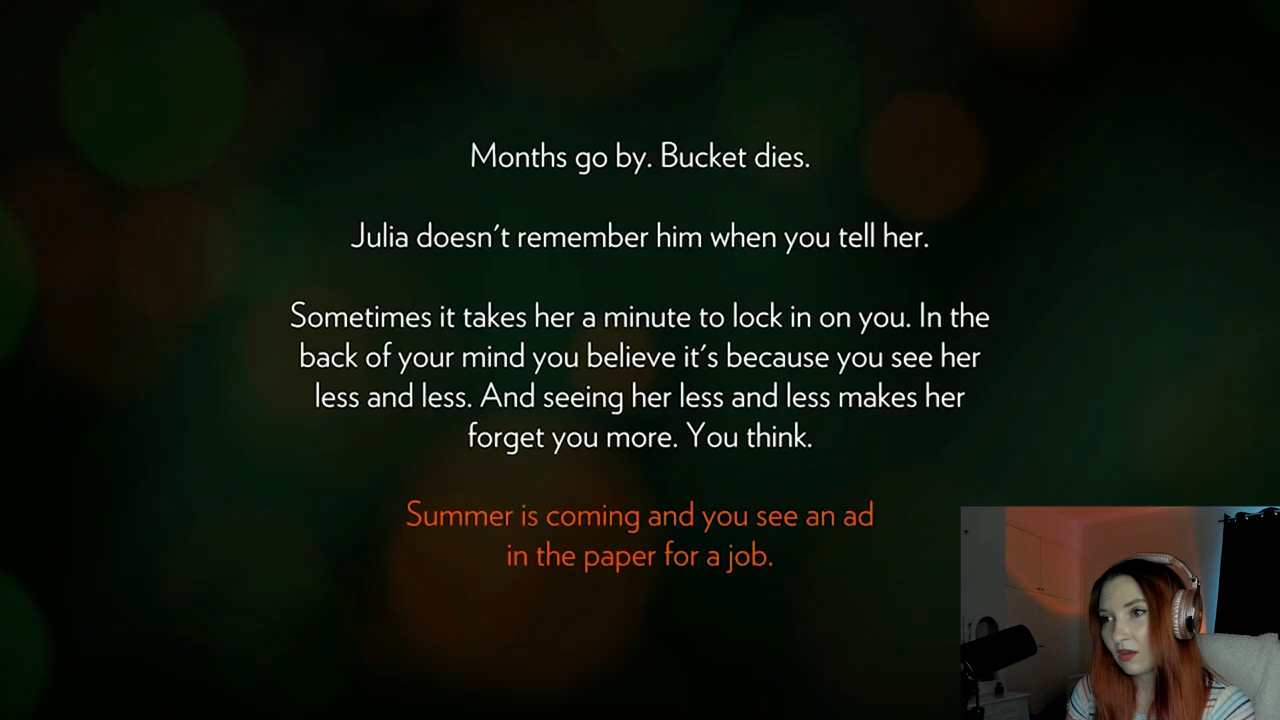 Months go by. Bucket dies.
Julia doesn't remember him when you tell her.
Sometimes it takes her a minute to lock in on you. In the
back of your mind you believe it's because you see her
less and less. And seeing her less and less makes her
forget you more. You think.
Summer is coming and you see an ad
in the paper for a job.